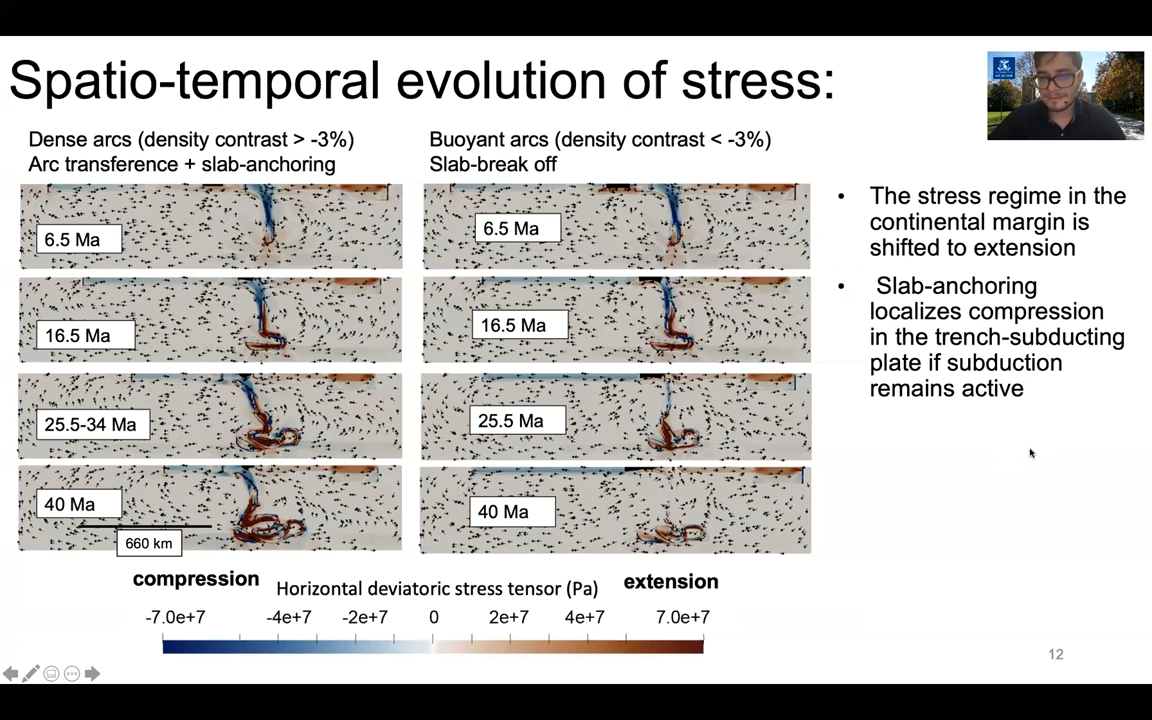 Spatio-temporal evolution of stress:
Dense arcs (density contrast > -3%)
Arc transference + slab-anchoring
Buoyant arcs (density contrast < -3%)
Slab-break off
6.5 Ma
16.5 Ma
25.5-34 Ma
40 Ma
660 km
6.5 Ma
16.5 Ma
25.5 Ma
40 Ma
• The stress regime in the
continental margin is
shifted to extension
• Slab-anchoring
localizes compression
in the trench-subducting
plate if subduction
remains active
compression
Horizontal deviatoric stress tensor (Pa)
extension
-7.0e+7 -4e+7 -2e+7 0 2e+7 4e+7 7.0e+7
12